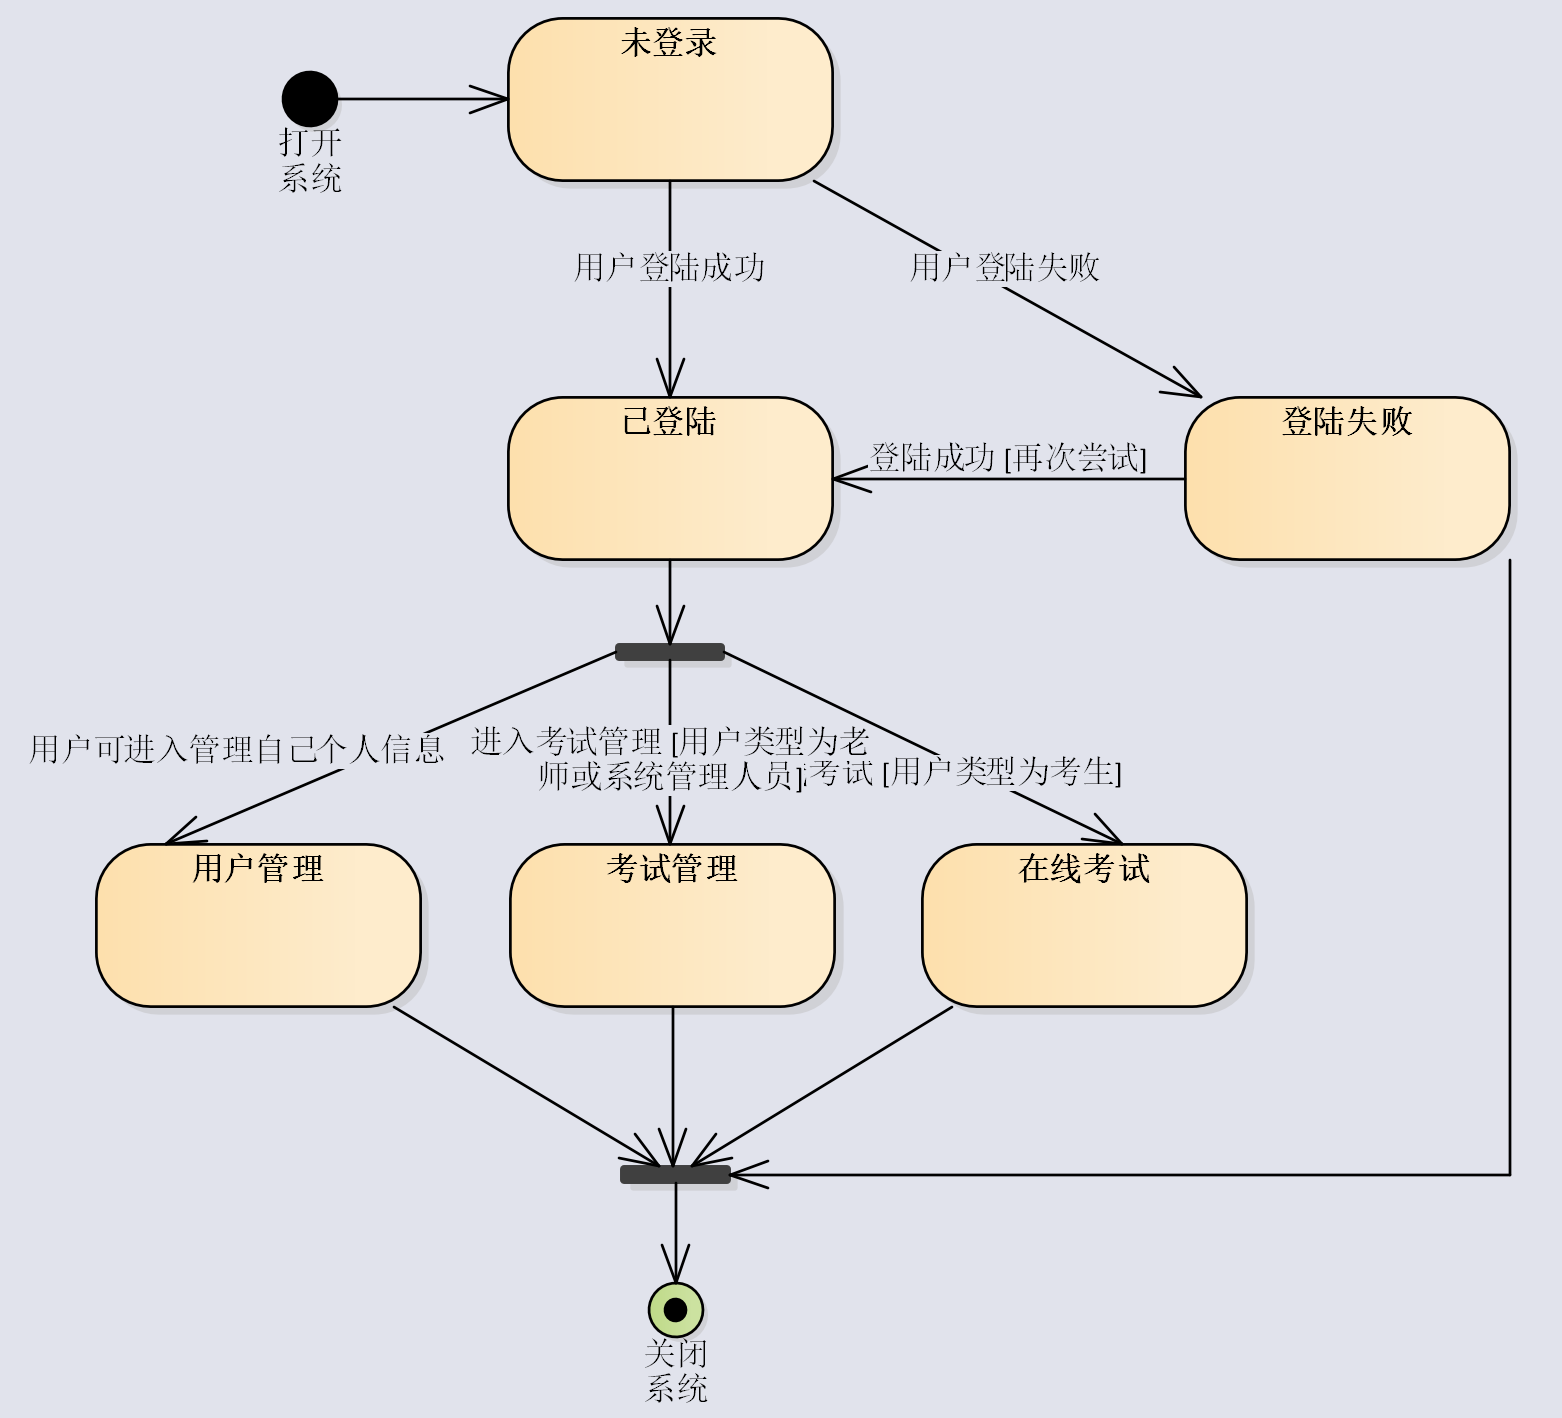 未登录
打开
系统
用户登陆成功
用户登陆失败
已登陆
登陆失败
登陆成功 [再次尝试]
用户可进入管理自己个人信息
进入考试管理 [用户类型为老
师或系统管理人员]
考试 [用户类型为考生]
用户管理
考试管理
在线考试
关闭
系统